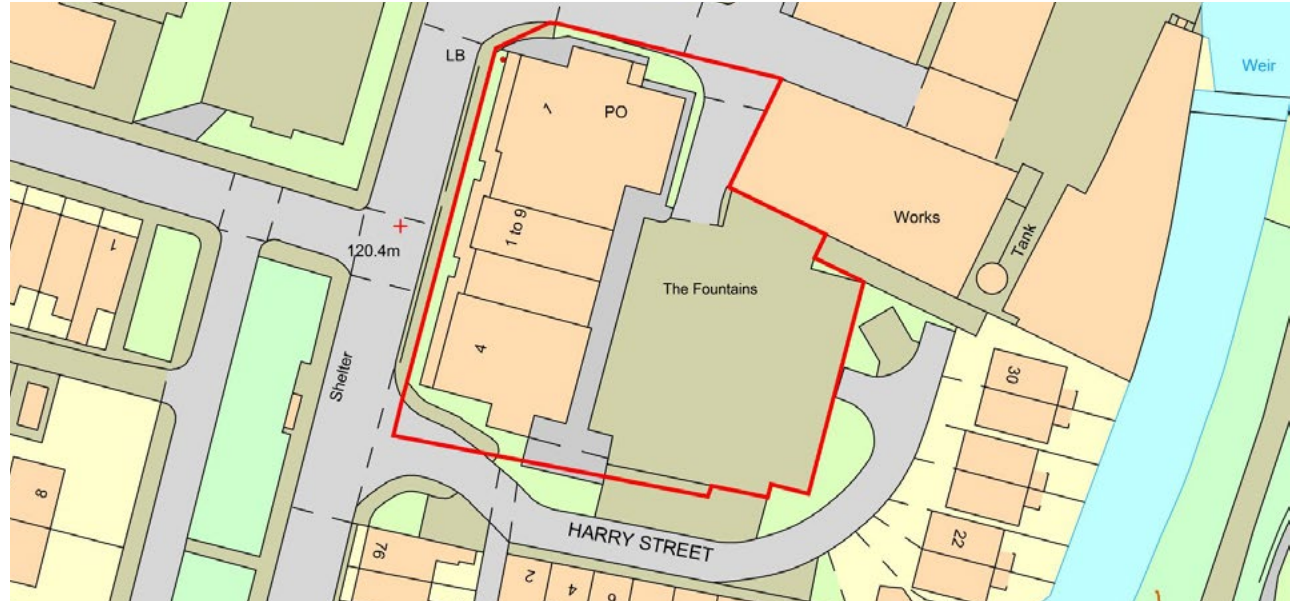 LB
Weir
1
PO
1 to 9
Works
Tank
1
120.4m
The Fountains
4
Shelter
30
8
22
HARRY STREET
76
2
4
6